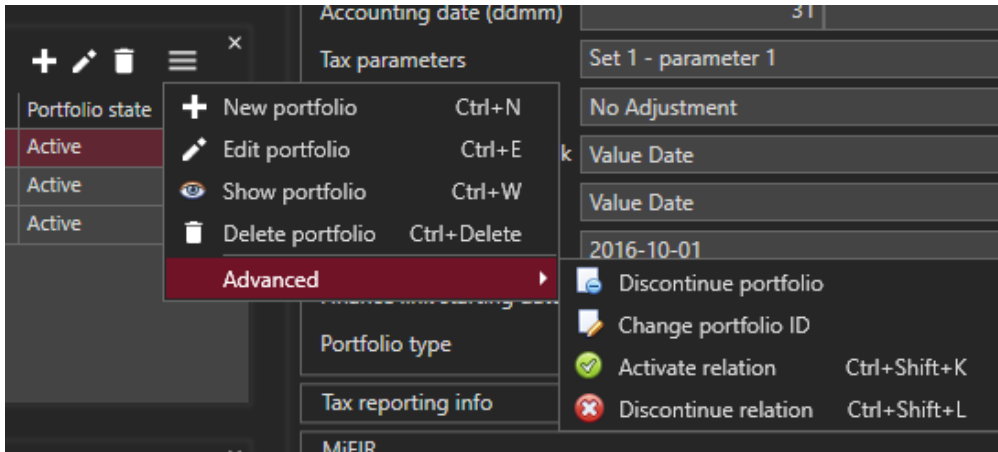 Accounting date (ddmm) 31
Tax parameters Set 1 - parameter 1
Portfolio state
New portfolio Ctrl+N
No Adjustment
Active
Edit portfolio Ctrl+E
k Value Date
Active
Show portfolio Ctrl+W
Value Date
Active
Delete portfolio Ctrl+Delete
2016-10-01
Advanced
Discontinue portfolio
Change portfolio ID
Portfolio type
Activate relation Ctrl+Shift+K
Tax reporting info
Discontinue relation Ctrl+Shift+L
MiFIR